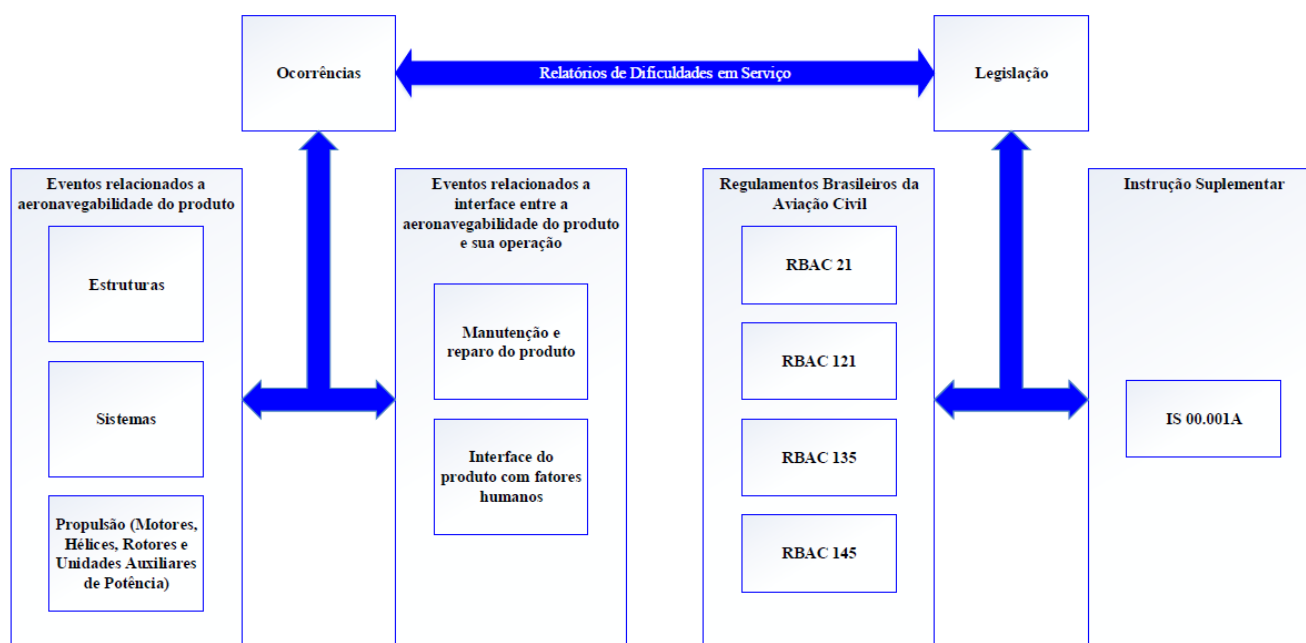 Ocorrências
Relatórios de Dificuldades em Serviço
Legislação
Eventos relacionados a
aeronavegabilidade do produto
Estruturas
Sistemas
Propulsão (Motores,
Hélices, Rotores e
Unidades Auxiliares
de Potência)
Eventos relacionados a
interface entre a
aeronavegabilidade do produto
e sua operação
Manutenção e
reparo do produto
Interface do
produto com fatores
humanos
Regulamentos Brasileiros da
Aviação Civil
RBAC 21
RBAC 121
RBAC 135
RBAC 145
Instrução Suplementar
IS 00.001A